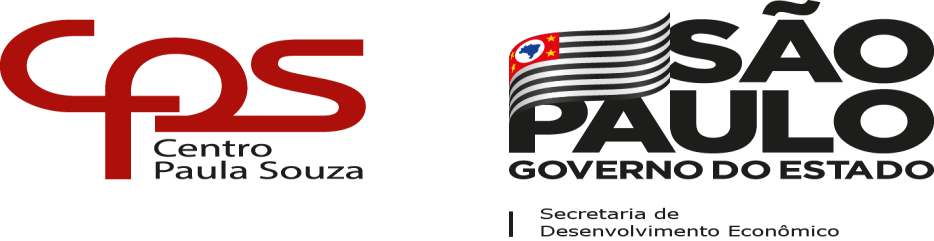 cps
Centro
Paula Souza
SÃO
PAULO
GOVERNO DO ESTADO
Secretaria de
Desenvolvimento Econômico